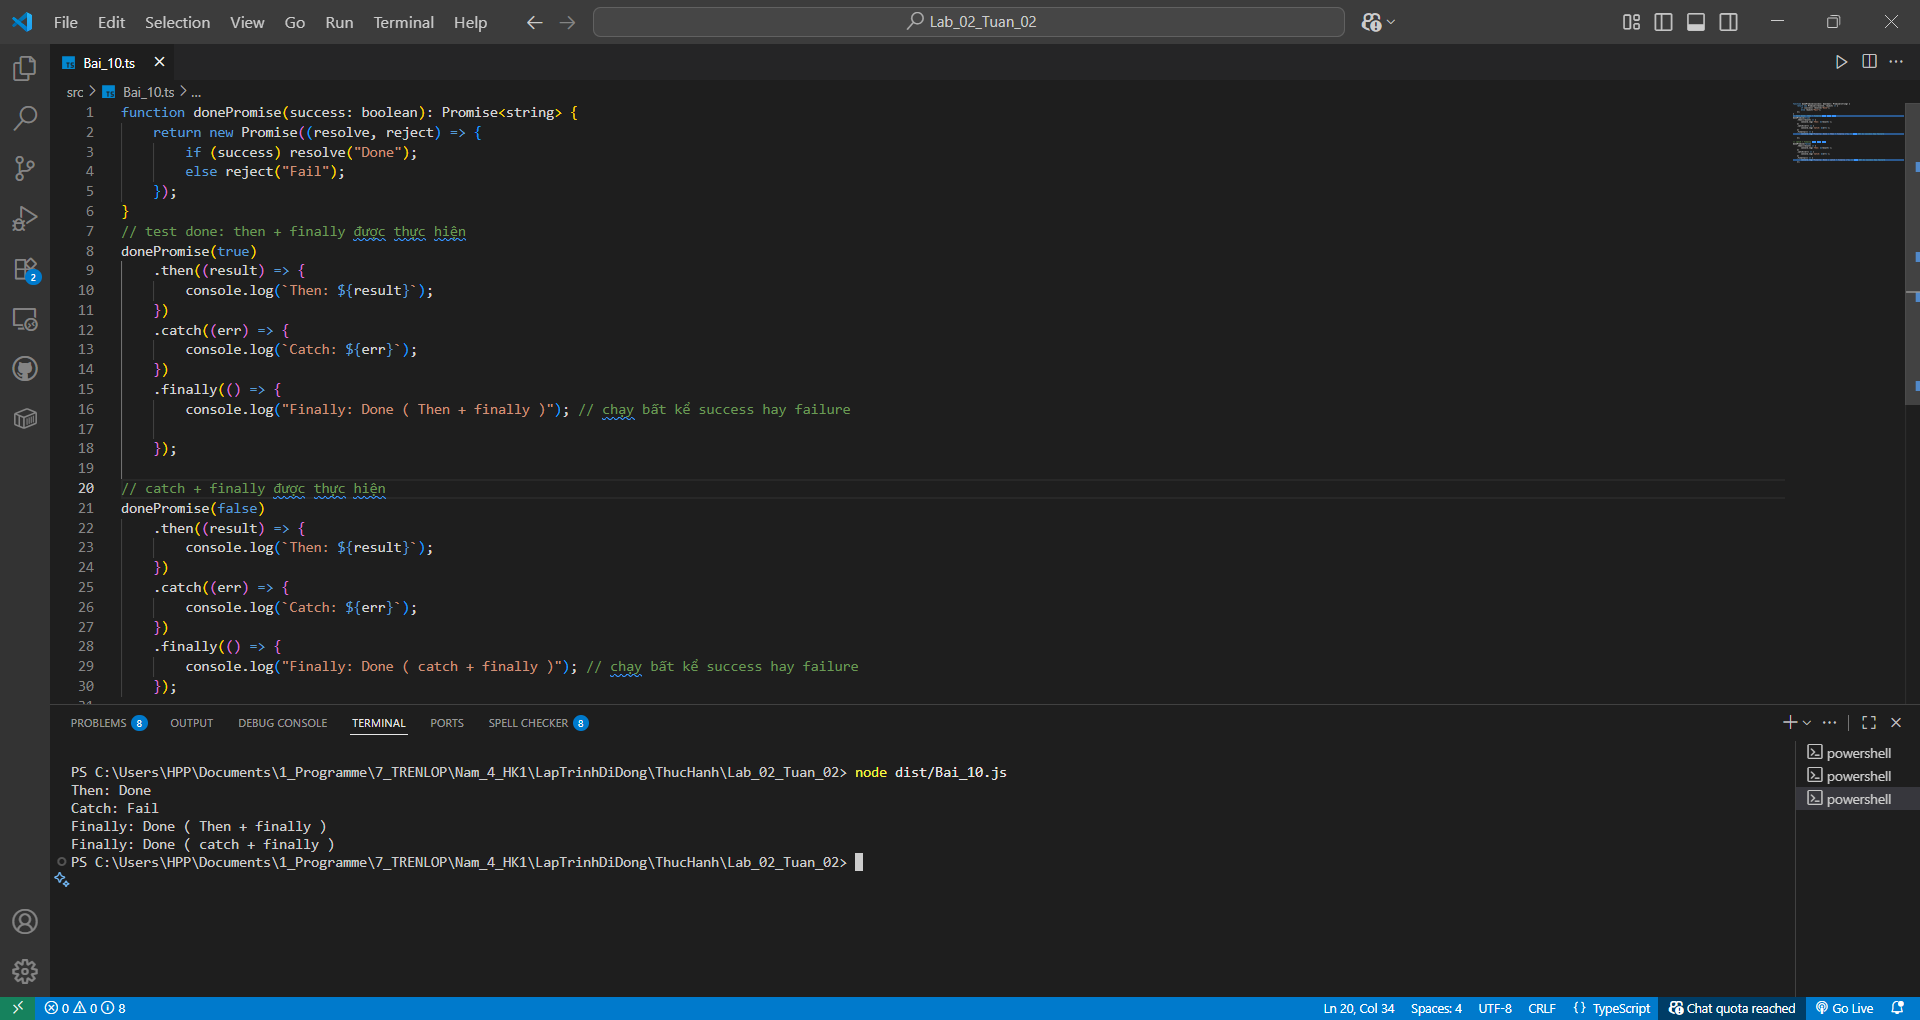 File Edit Selection View Go Run Terminal Help
Lab_02_Tuan_02
Bai_10.ts
src > Bai_10.ts > ...
1 function donePromise(success: boolean): Promise<string> {
2 return new Promise((resolve, reject) => {
3 if (success) resolve("Done");
4 else reject("Fail");
5 });
6 }
7 // test done: then + finally được thực hiện
8 donePromise(true)
9 .then((result) => {
10 console.log(`Then: ${result}`);
11 })
12 .catch((err) => {
13 console.log(`Catch: ${err}`);
14 })
15 .finally(() => {
16 console.log("Finally: Done ( Then + finally )"); // chạy bất kể success hay failure
17
18 });
19
20 // catch + finally được thực hiện
21 donePromise(false)
22 .then((result) => {
23 console.log(`Then: ${result}`);
24 })
25 .catch((err) => {
26 console.log(`Catch: ${err}`);
27 })
28 .finally(() => {
29 console.log("Finally: Done ( catch + finally )"); // chạy bất kể success hay failure
30 });
2
PROBLEMS 8 OUTPUT DEBUG CONSOLE TERMINAL PORTS SPELL CHECKER 8
PS C:\Users\HPP\Documents\1_Programme\7_TRENLOP\Nam_4_HK1\LapTrinhDiDong\ThucHanh\Lab_02_Tuan_02> node dist/Bai_10.js
Then: Done
Catch: Fail
Finally: Done ( Then + finally )
Finally: Done ( catch + finally )
PS C:\Users\HPP\Documents\1_Programme\7_TRENLOP\Nam_4_HK1\LapTrinhDiDong\ThucHanh\Lab_02_Tuan_02>
powershell
powershell
powershell
0 0 8
Ln 20, Col 34 Spaces: 4 UTF-8 CRLF {} TypeScript Chat quota reached Go Live